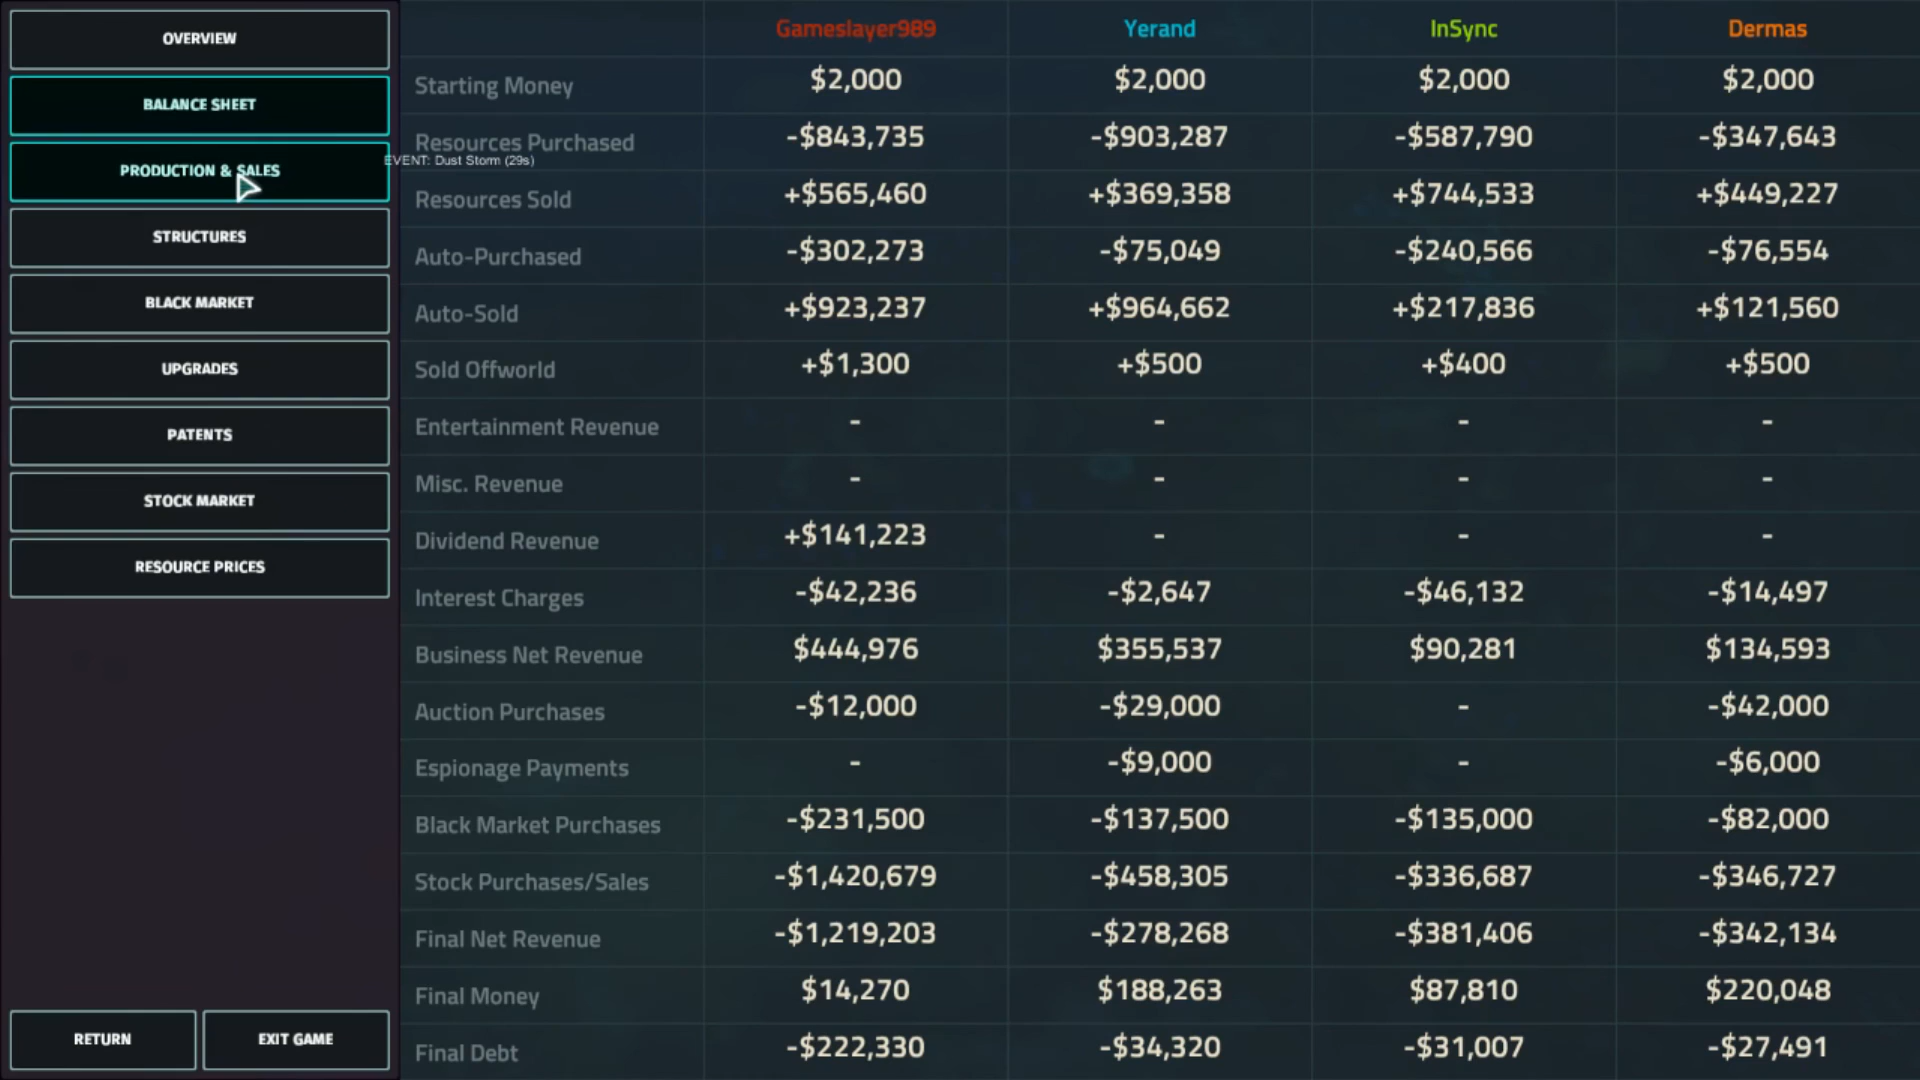 OVERVIEW
BALANCE SHEET
PRODUCTION & SALES
STRUCTURES
BLACK MARKET
UPGRADES
PATENTS
STOCK MARKET
RESOURCE PRICES
RETURN EXIT GAME
EVENT: Dust Storm (29s)
Gameslayer989 Yerand InSync Dermas
Starting Money $2,000 $2,000 $2,000 $2,000
Resources Purchased -$843,735 -$903,287 -$587,790 -$347,643
Resources Sold +$565,460 +$369,358 +$744,533 +$449,227
Auto-Purchased -$302,273 -$75,049 -$240,566 -$76,554
Auto-Sold +$923,237 +$964,662 +$217,836 +$121,560
Sold Offworld +$1,300 +$500 +$400 +$500
Entertainment Revenue - - - -
Misc. Revenue - - - -
Dividend Revenue +$141,223 - - -
Interest Charges -$42,236 -$2,647 -$46,132 -$14,497
Business Net Revenue $444,976 $355,537 $90,281 $134,593
Auction Purchases -$12,000 -$29,000 - -$42,000
Espionage Payments - -$9,000 - -$6,000
Black Market Purchases -$231,500 -$137,500 -$135,000 -$82,000
Stock Purchases/Sales -$1,420,679 -$458,305 -$336,687 -$346,727
Final Net Revenue -$1,219,203 -$278,268 -$381,406 -$342,134
Final Money $14,270 $188,263 $87,810 $220,048
Final Debt -$222,330 -$34,320 -$31,007 -$27,491